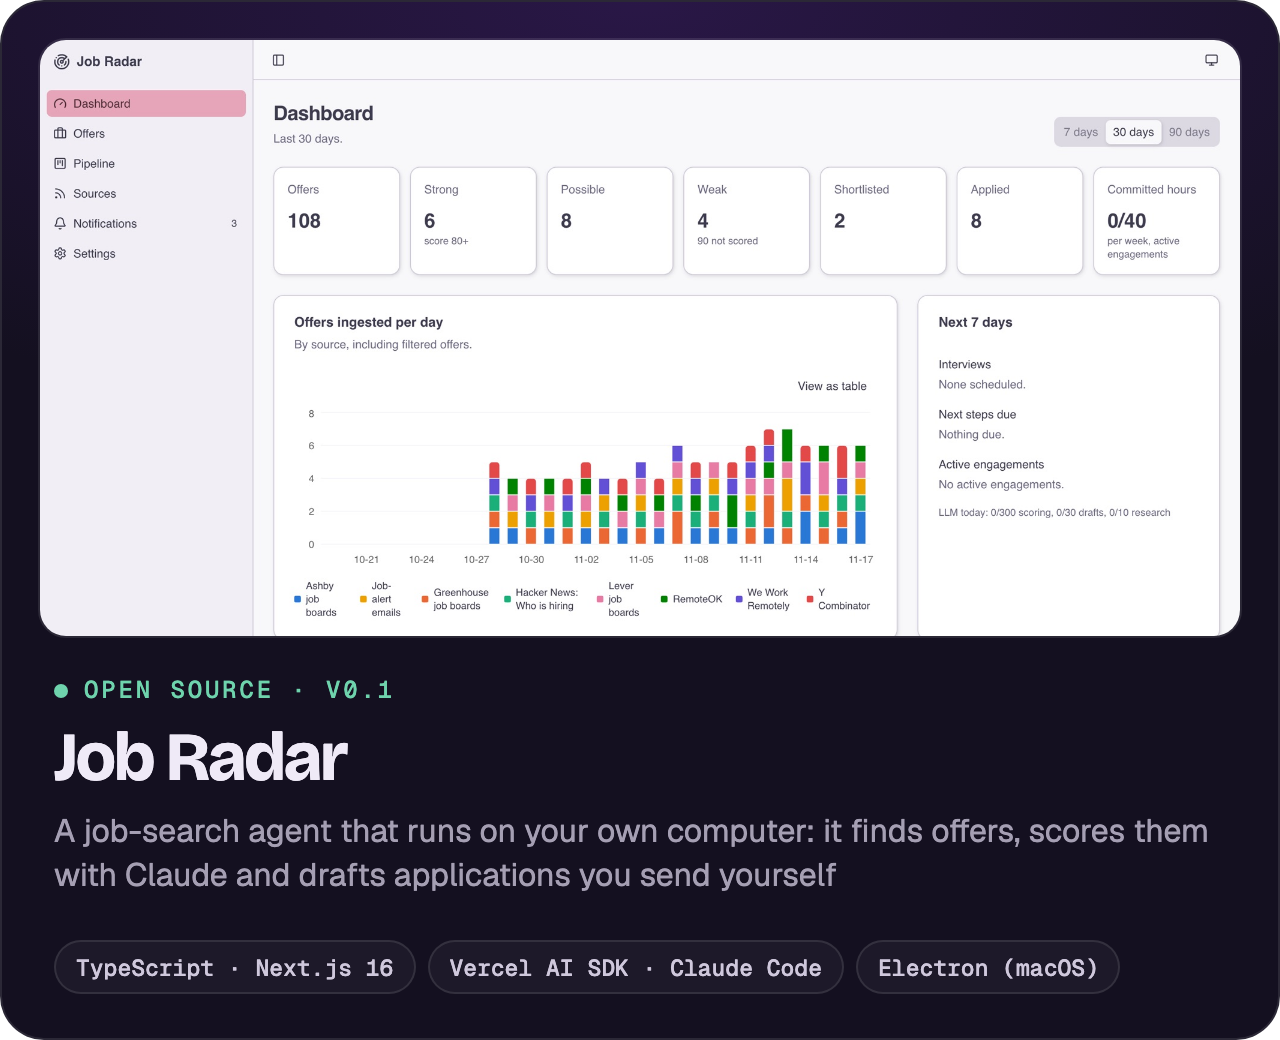 Job Radar
Dashboard
Offers
Pipeline
Sources
Notifications 3
Settings
Dashboard
Last 30 days.
7 days 30 days 90 days
Offers
108
Strong
6
score 80+
Possible
8
Weak
4
90 not scored
Shortlisted
2
Applied
8
Committed hours
0/40
per week, active
engagements
Offers ingested per day
By source, including filtered offers.
View as table
8
6
4
2
0
10-21 10-24 10-27 10-30 11-02 11-05 11-08 11-11 11-14 11-17
Ashby
job
boards
Job-
alert
emails
Greenhouse
job boards
Hacker News:
Who is hiring
Lever
job
boards
RemoteOK
We Work
Remotely
Y
Combinator
Next 7 days
Interviews
None scheduled.
Next steps due
Nothing due.
Active engagements
No active engagements.
LLM today: 0/300 scoring, 0/30 drafts, 0/10 research
OPEN SOURCE · V0.1
Job Radar
A job-search agent that runs on your own computer: it finds offers, scores them
with Claude and drafts applications you send yourself
TypeScript · Next.js 16
Vercel AI SDK · Claude Code
Electron (macOS)